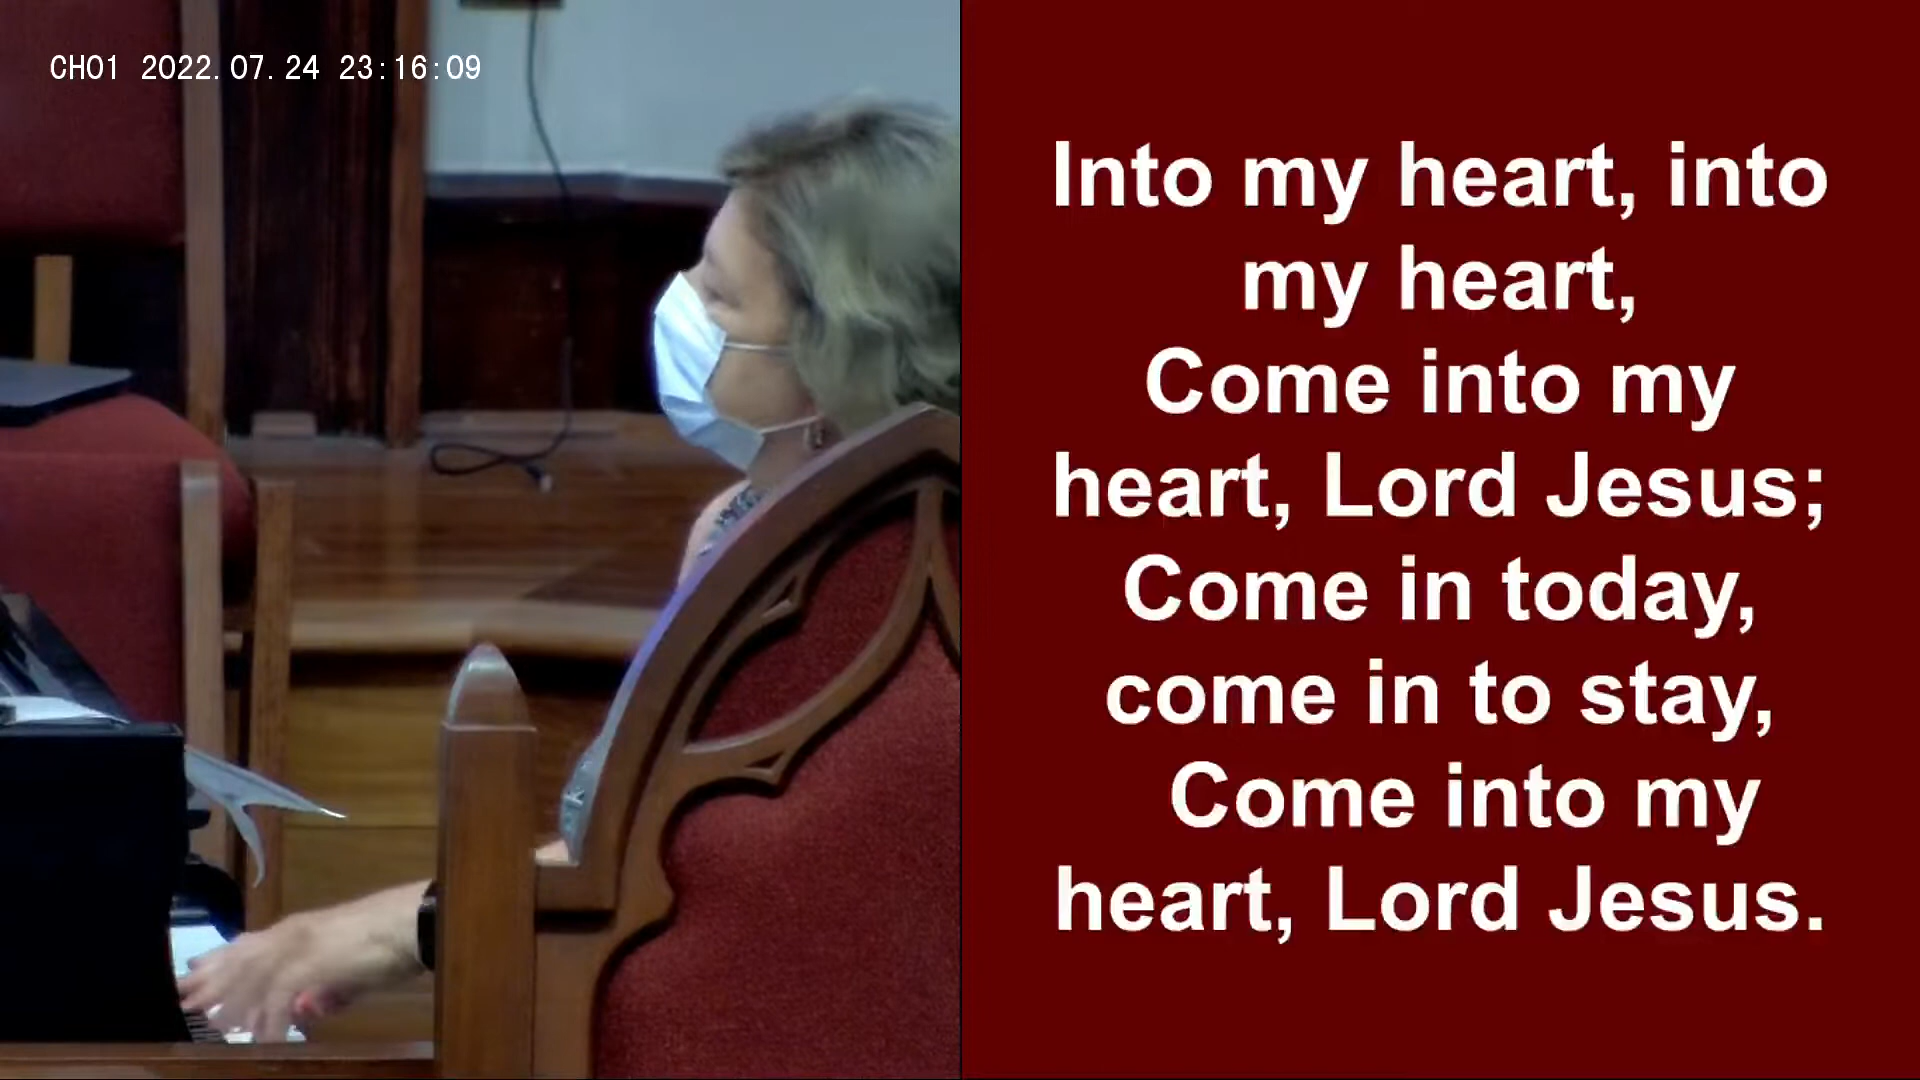 CH01 2022.07.24 23:16:09
Into my heart, into
my heart,
Come into my
heart, Lord Jesus;
Come in today,
come in to stay,
Come into my
heart, Lord Jesus.